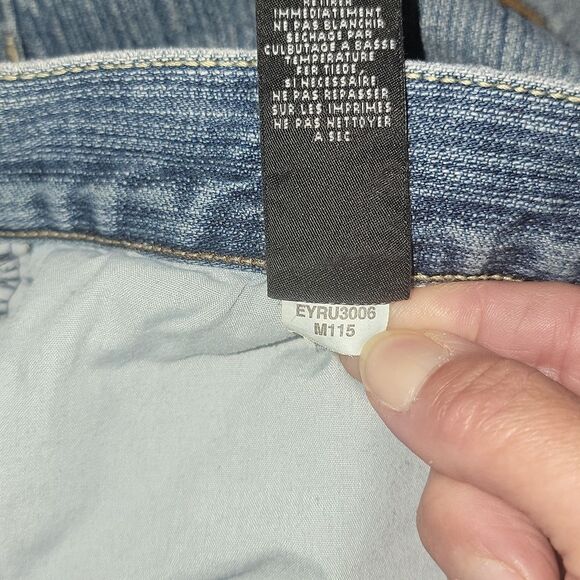 RETIRER
IMMEDIATEMENT
NE PAS BLANCHIR
SECHAGE PAR
CULBUTAGE A BASSE
TEMPERATURE
FER TIEDE,
SI NECESSAIRE
NE PAS REPASSER
SUR LES IMPRIMES
NE PAS NETTOYER
A SEC
EYRU3006
M115